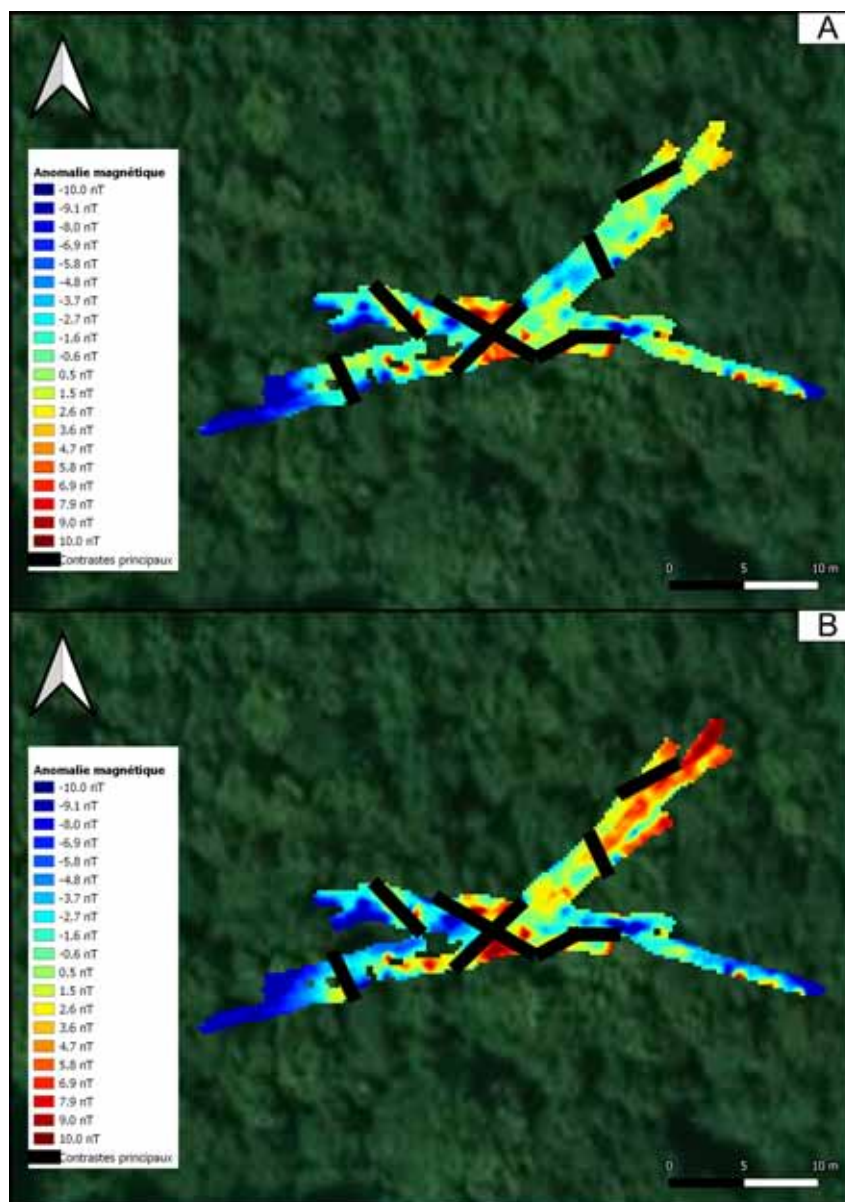 A
Anomalie magnétique
-10.0 nT
-9.1 nT
-8.0 nT
-6.9 nT
-5.8 nT
-4.8 nT
-3.7 nT
-2.7 nT
-1.6 nT
-0.6 nT
0.5 nT
1.5 nT
2.6 nT
3.6 nT
4.7 nT
5.8 nT
6.9 nT
7.9 nT
9.0 nT
10.0 nT
Contrastes principaux
0 5 10 m
B
Anomalie magnétique
-10.0 nT
-9.1 nT
-8.0 nT
-6.9 nT
-5.8 nT
-4.8 nT
-3.7 nT
-2.7 nT
-1.6 nT
-0.6 nT
0.5 nT
1.5 nT
2.6 nT
3.6 nT
4.7 nT
5.8 nT
6.9 nT
7.9 nT
9.0 nT
10.0 nT
Contrastes principaux
0 5 10 m